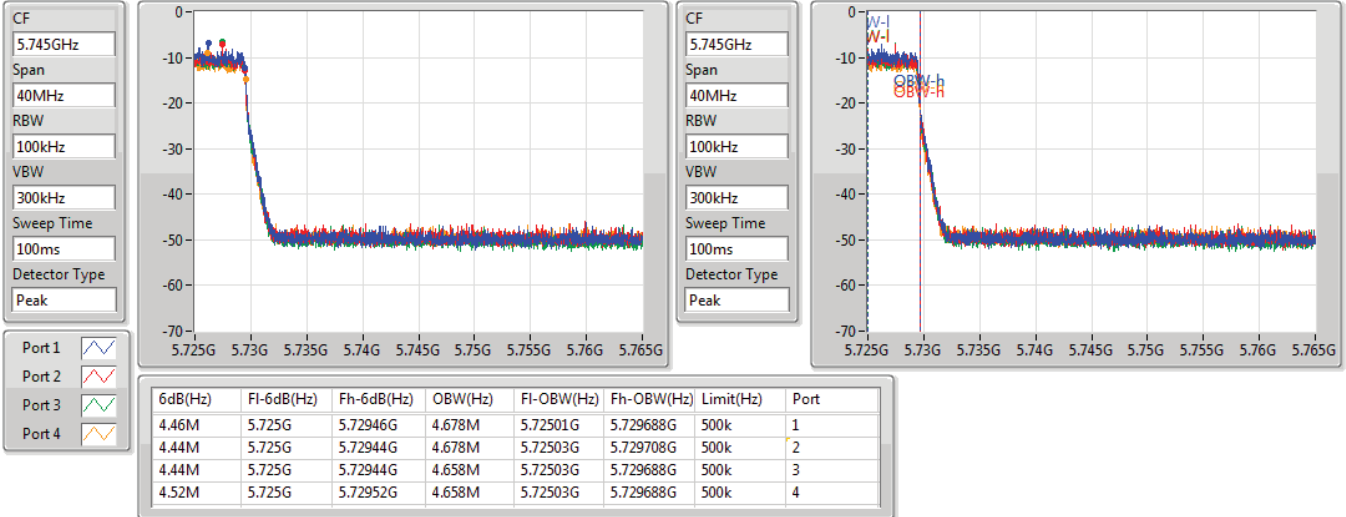 CF
5.745GHz
Span
40MHz
RBW
100kHz
VBW
300kHz
Sweep Time
100ms
Detector Type
Peak
0
-10
-20
-30
-40
-50
-60
-70
5.725G 5.73G 5.735G 5.74G 5.745G 5.75G 5.755G 5.76G 5.765G
CF
5.745GHz
Span
40MHz
RBW
100kHz
VBW
300kHz
Sweep Time
100ms
Detector Type
Peak
0
-10
-20
-30
-40
-50
-60
-70
W-l
W-l
OBW-h
OBW-h
5.725G 5.73G 5.735G 5.74G 5.745G 5.75G 5.755G 5.76G 5.765G
Port 1
Port 2
Port 3
Port 4
6dB(Hz) Fl-6dB(Hz) Fh-6dB(Hz) OBW(Hz) Fl-OBW(Hz) Fh-OBW(Hz) Limit(Hz) Port
4.46M 5.725G 5.72946G 4.678M 5.72501G 5.729688G 500k 1
4.44M 5.725G 5.72944G 4.678M 5.72503G 5.729708G 500k 2
4.44M 5.725G 5.72944G 4.658M 5.72503G 5.729688G 500k 3
4.52M 5.725G 5.72952G 4.658M 5.72503G 5.729688G 500k 4